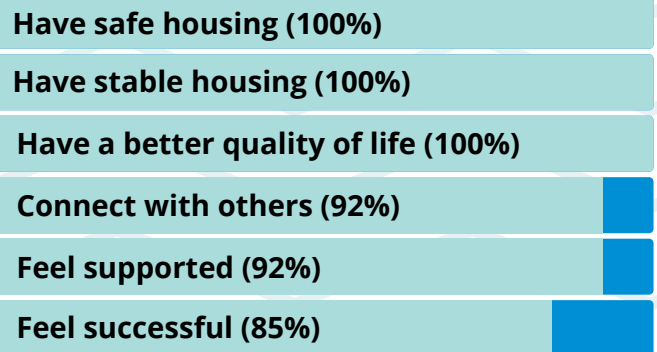 Have safe housing (100%)
Have stable housing (100%)
Have a better quality of life (100%)
Connect with others (92%)
Feel supported (92%)
Feel successful (85%)